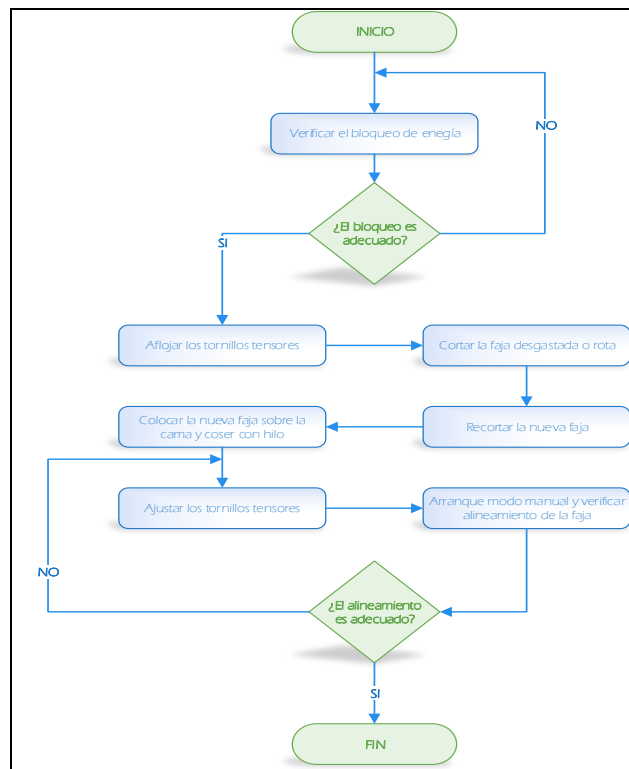 INICIO
NO
Verificar el bloqueo de enegía
¿El bloqueo es
adecuado?
SI
Aflojar los tornillos tensores
Cortar la faja desgastada o rota
Colocar la nueva faja sobre la
cama y coser con hilo
Recortar la nueva faja
Ajustar los tornillos tensores
Arranque modo manual y verificar
alineamiento de la faja
NO
¿El alineamiento
es adecuado?
SI
FIN